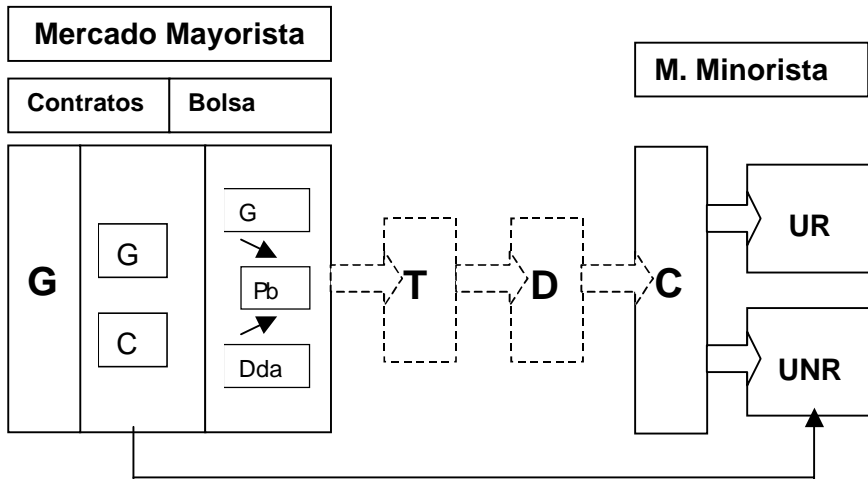 Mercado Mayorista
M. Minorista
Contratos
Bolsa
G
G
C
G
Pb
Dda
T
D
C
UR
UNR